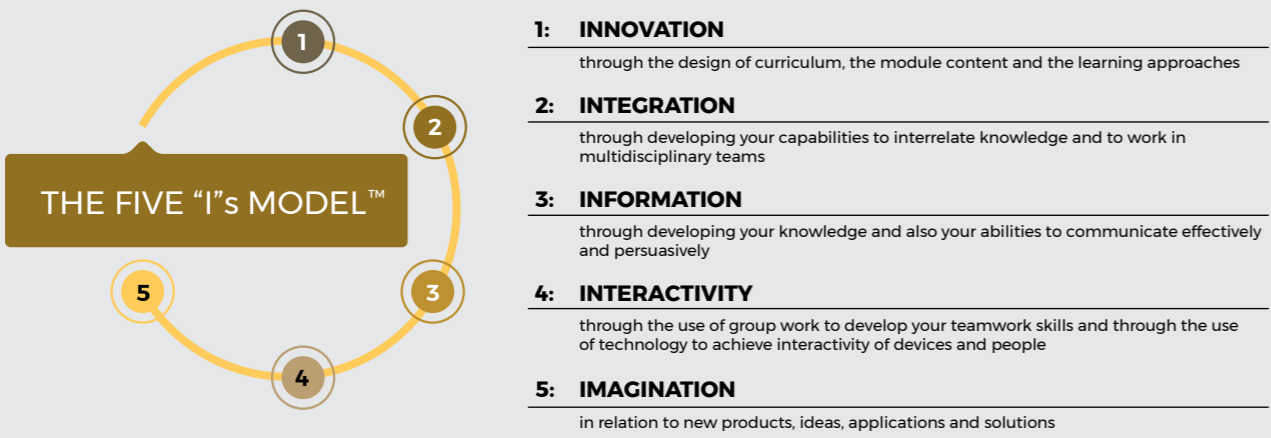 THE FIVE “I”s MODEL™
1
2
3
4
5
1: INNOVATION
through the design of curriculum, the module content and the learning approaches
2: INTEGRATION
through developing your capabilities to interrelate knowledge and to work in
multidisciplinary teams
3: INFORMATION
through developing your knowledge and also your abilities to communicate effectively
and persuasively
4: INTERACTIVITY
through the use of group work to develop your teamwork skills and through the use
of technology to achieve interactivity of devices and people
5: IMAGINATION
in relation to new products, ideas, applications and solutions